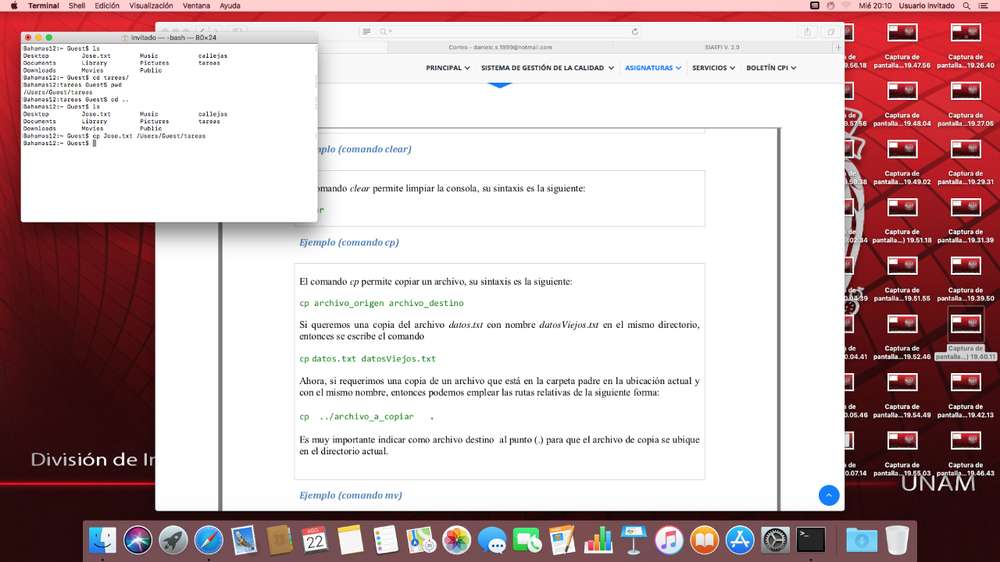 Terminal Shell Edición Visualización Ventana Ayuda Mié 20:10 Usuario invitado
Invitado — -bash — 80×24
Bahamas12:~ Guest$ ls
Desktop Jose.txt Music callejas
Documents Library Pictures tareas
Downloads Movies Public
Bahamas12:~ Guest$ cd tareas/
Bahamas12:tareas Guest$ pwd
/Users/Guest/tareas
Bahamas12:tareas Guest$ cd ..
Bahamas12:~ Guest$ ls
Desktop Jose.txt Music callejas
Documents Library Pictures tareas
Downloads Movies Public
Bahamas12:~ Guest$ cp Jose.txt /Users/Guest/tareas
Bahamas12:~ Guest$
Correo - danielc.s.1999@hotmail.com SIAEFI V. 2.0
PRINCIPAL SISTEMA DE GESTIÓN DE LA CALIDAD ASIGNATURAS SERVICIOS BOLETÍN CPI
mplo (comando clear)
omando clear permite limpiar la consola, su sintaxis es la siguiente:
ar
Ejemplo (comando cp)
El comando cp permite copiar un archivo, su sintaxis es la siguiente:
cp archivo_origen archivo_destino
Si queremos una copia del archivo datos.txt con nombre datosViejos.txt en el mismo directorio,
entonces se escribe el comando
cp datos.txt datosViejos.txt
Ahora, si requerimos una copia de un archivo que está en la carpeta padre en la ubicación actual y
con el mismo nombre, entonces podemos emplear las rutas relativas de la siguiente forma:
cp ../archivo_a_copiar .
Es muy importante indicar como archivo destino al punto (.) para que el archivo de copia se ubique
en el directorio actual.
Ejemplo (comando mv)
División de In
UNAM
de Captura de Captura de
.56.18 pantalla...19.47.56 pantalla...19.26.40
de Captura de Captura de
.57.56 pantalla...19.48.04 pantalla...19.27.05
de Captura de Captura de
.59.38 pantalla...19.49.02 pantalla...19.29.31
de Captura de Captura de
0.02.34 pantalla...) 19.51.18 pantalla...19.31.39
de Captura de Captura de
0.04.39 pantalla...19.51.55 pantalla...19.39.50
de Captura de Captura de
0.04.41 pantalla...19.52.46 pantalla...) 19.40.11
de Captura de Captura de
0.05.46 pantalla...19.54.49 pantalla...19.42.13
de Captura de Captura de
0.07.14 pantalla...19.55.03 pantalla...19.46.43
AGO.
22